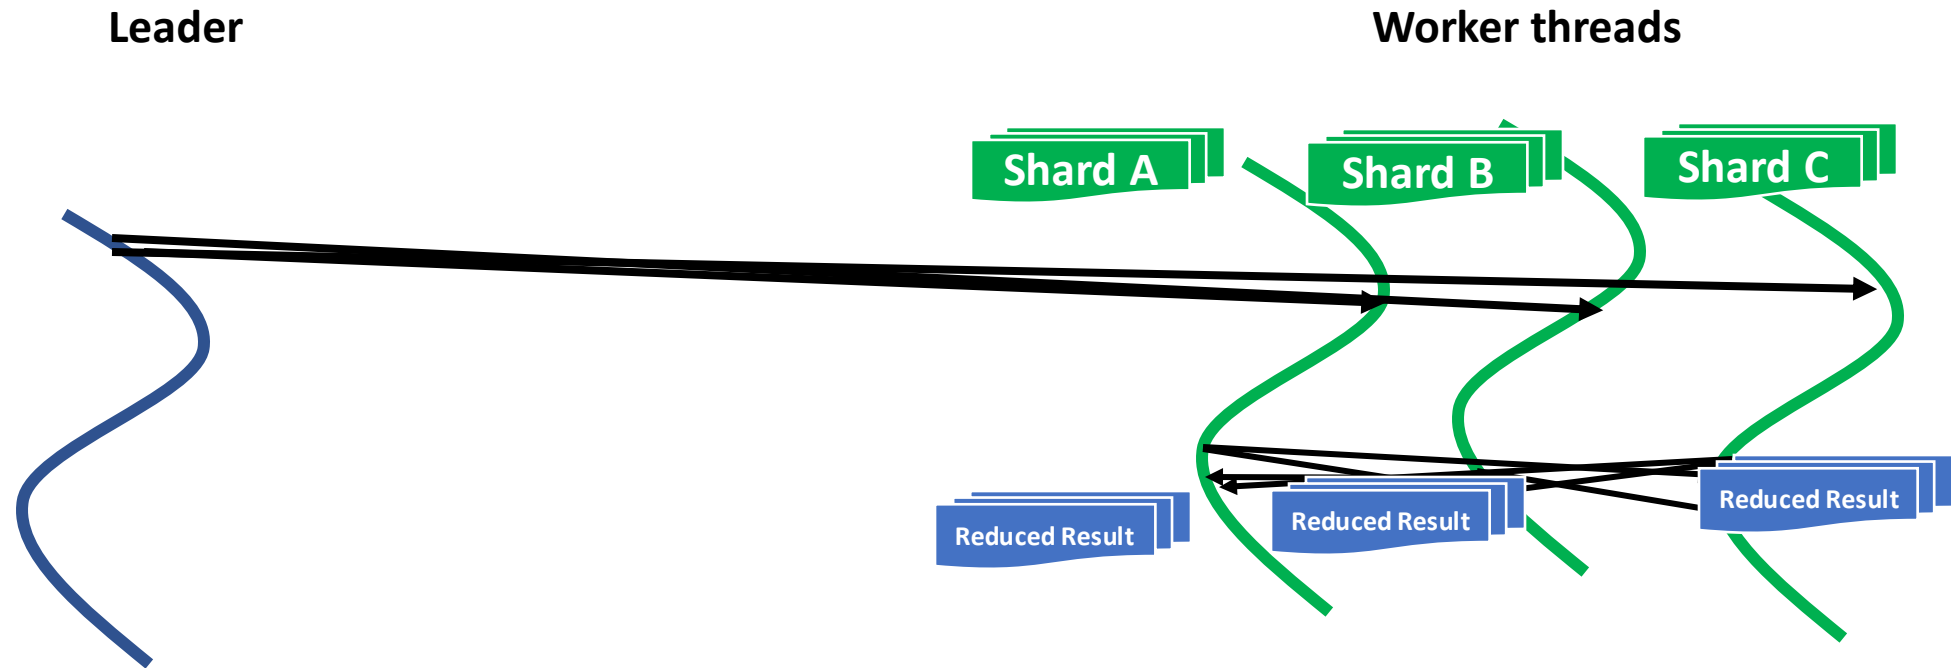 Leader
Worker threads
Shard A
Shard B
Shard C
Reduced Result
Reduced Result
Reduced Result